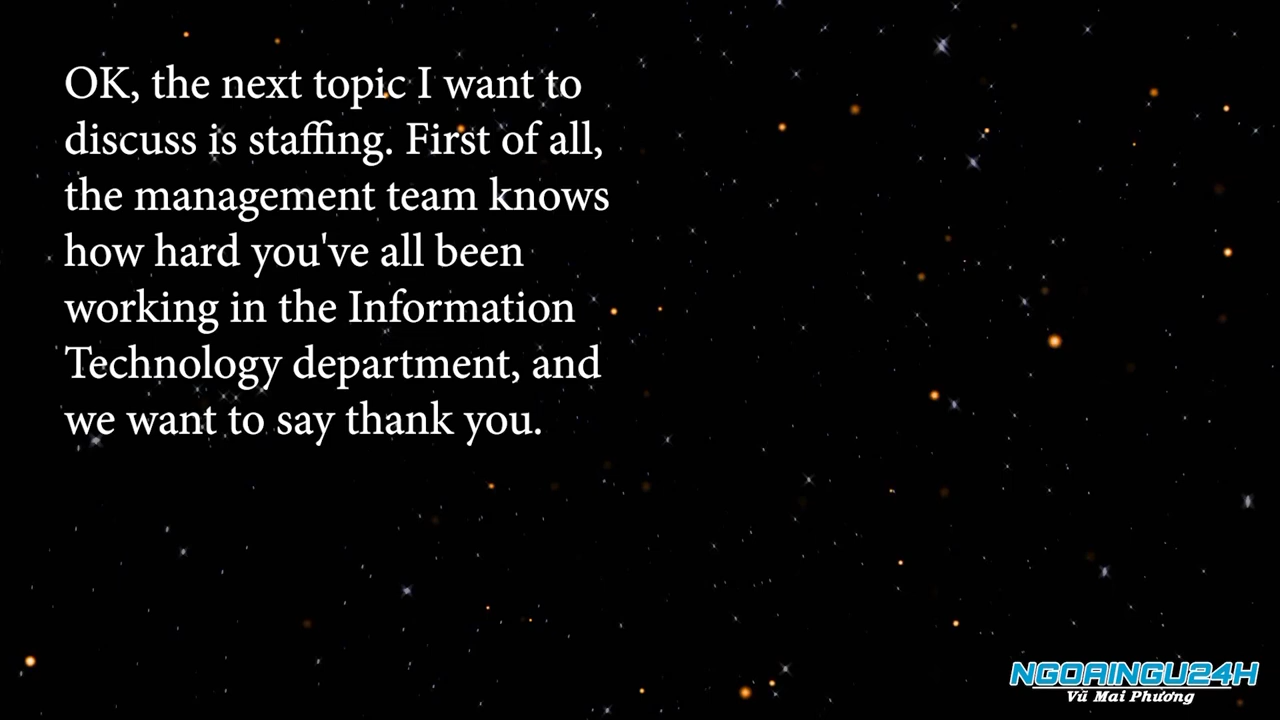 OK, the next topic I want to
discuss is staffing. First of all,
the management team knows
how hard you've all been
working in the Information
Technology department, and
we want to say thank you.
NGOAINGU24H
Vũ Mai Phương